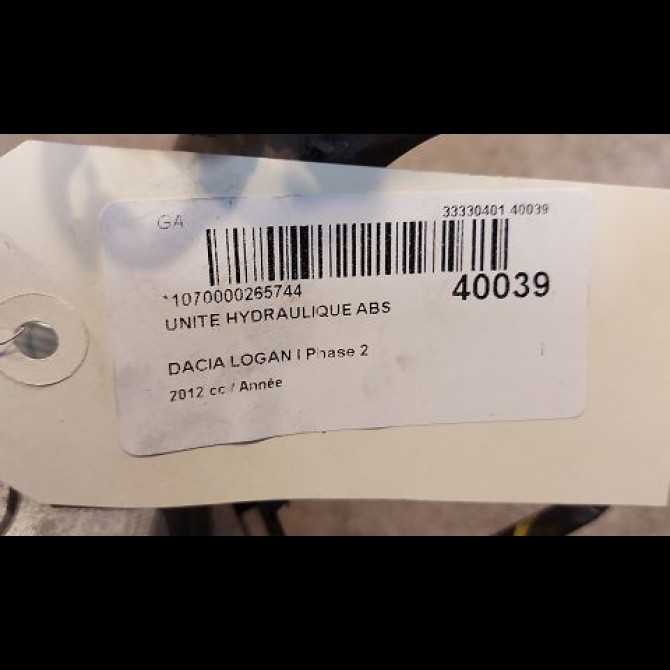 GA
33330401 40039
*1070000265744
40039
UNITE HYDRAULIQUE ABS
DACIA LOGAN I Phase 2
2012 cc / Année